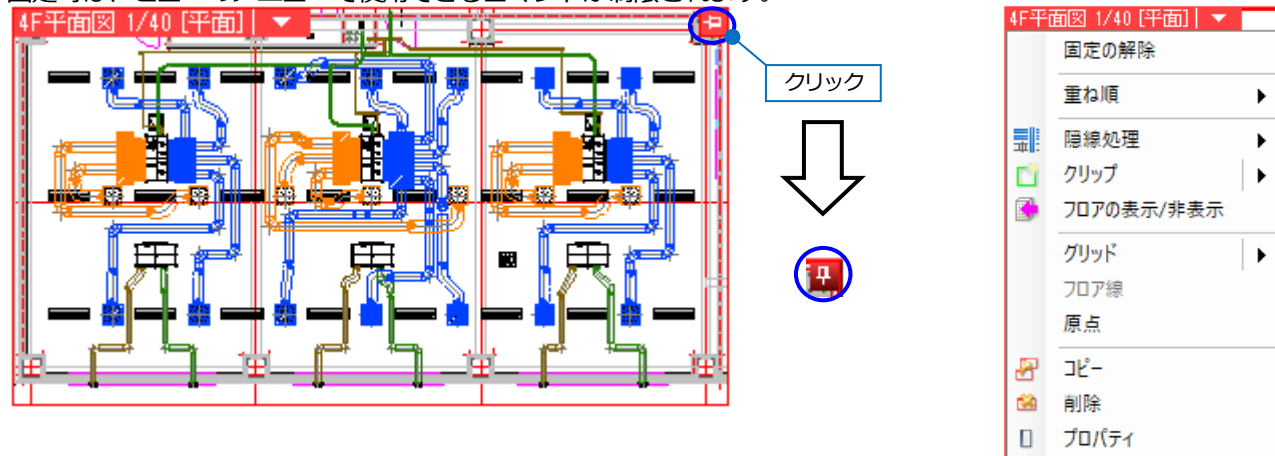 4F平面図 1/40 [平面]
クリック
4F平面図 1/40 [平面]
固定の解除
重ね順
隠線処理
クリップ
フロアの表示/非表示
グリッド
フロア線
原点
コピー
削除
プロパティ